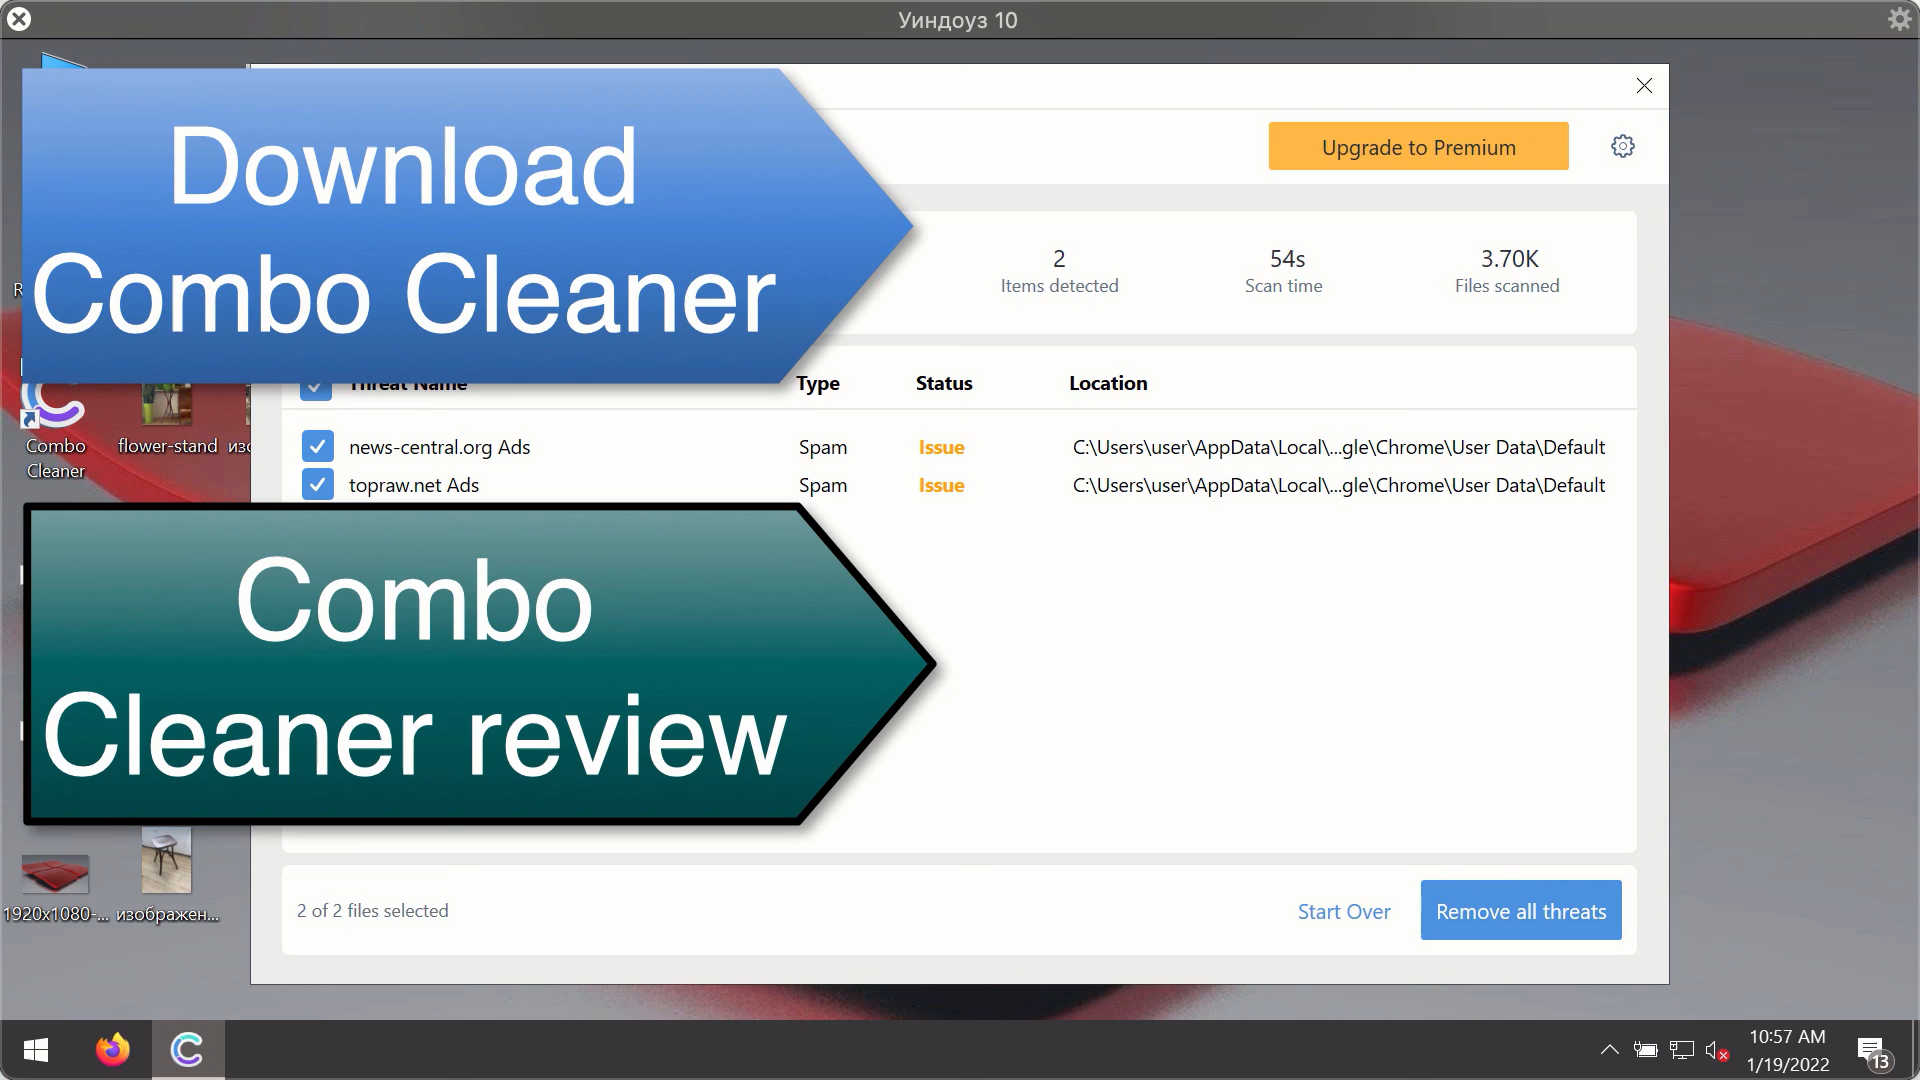 Уиндоуз 10
Download
Combo Cleaner
Upgrade to Premium
2
Items detected
54s
Scan time
3.70K
Files scanned
Threat Name Type Status Location
news-central.org Ads Spam Issue C:\Users\user\AppData\Local\...gle\Chrome\User Data\Default
topraw.net Ads Spam Issue C:\Users\user\AppData\Local\...gle\Chrome\User Data\Default
Combo
Cleaner review
Combo
Cleaner
flower-stand
изо
1920x1080-...
изображен...
2 of 2 files selected
Start Over
Remove all threats
10:57 AM
1/19/2022
13